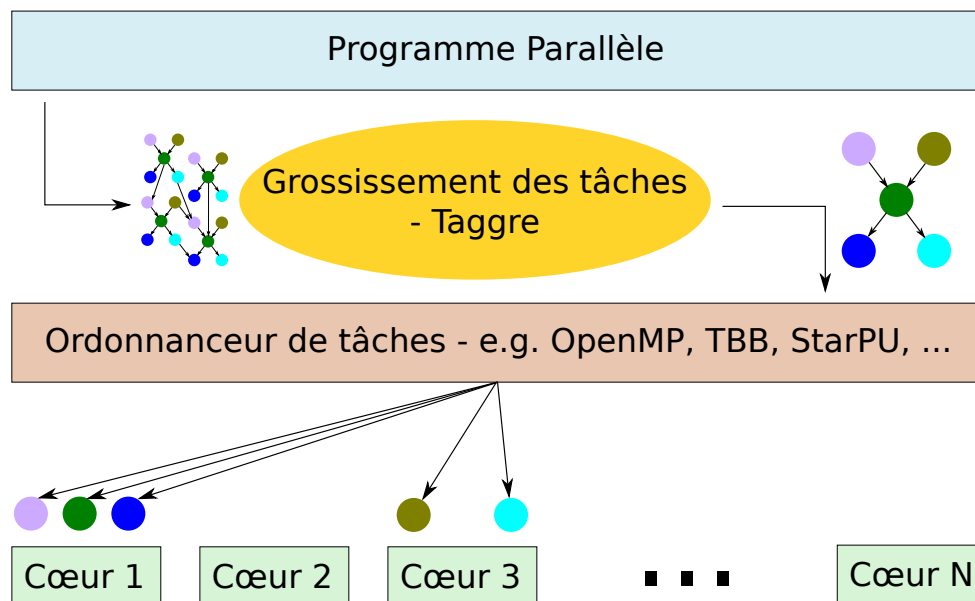 Programme Parallèle
Grossissement des tâches
- Taggre
Ordonnanceur de tâches - e.g. OpenMP, TBB, StarPU, ...
Cœur 1
Cœur 2
Cœur 3
Cœur N